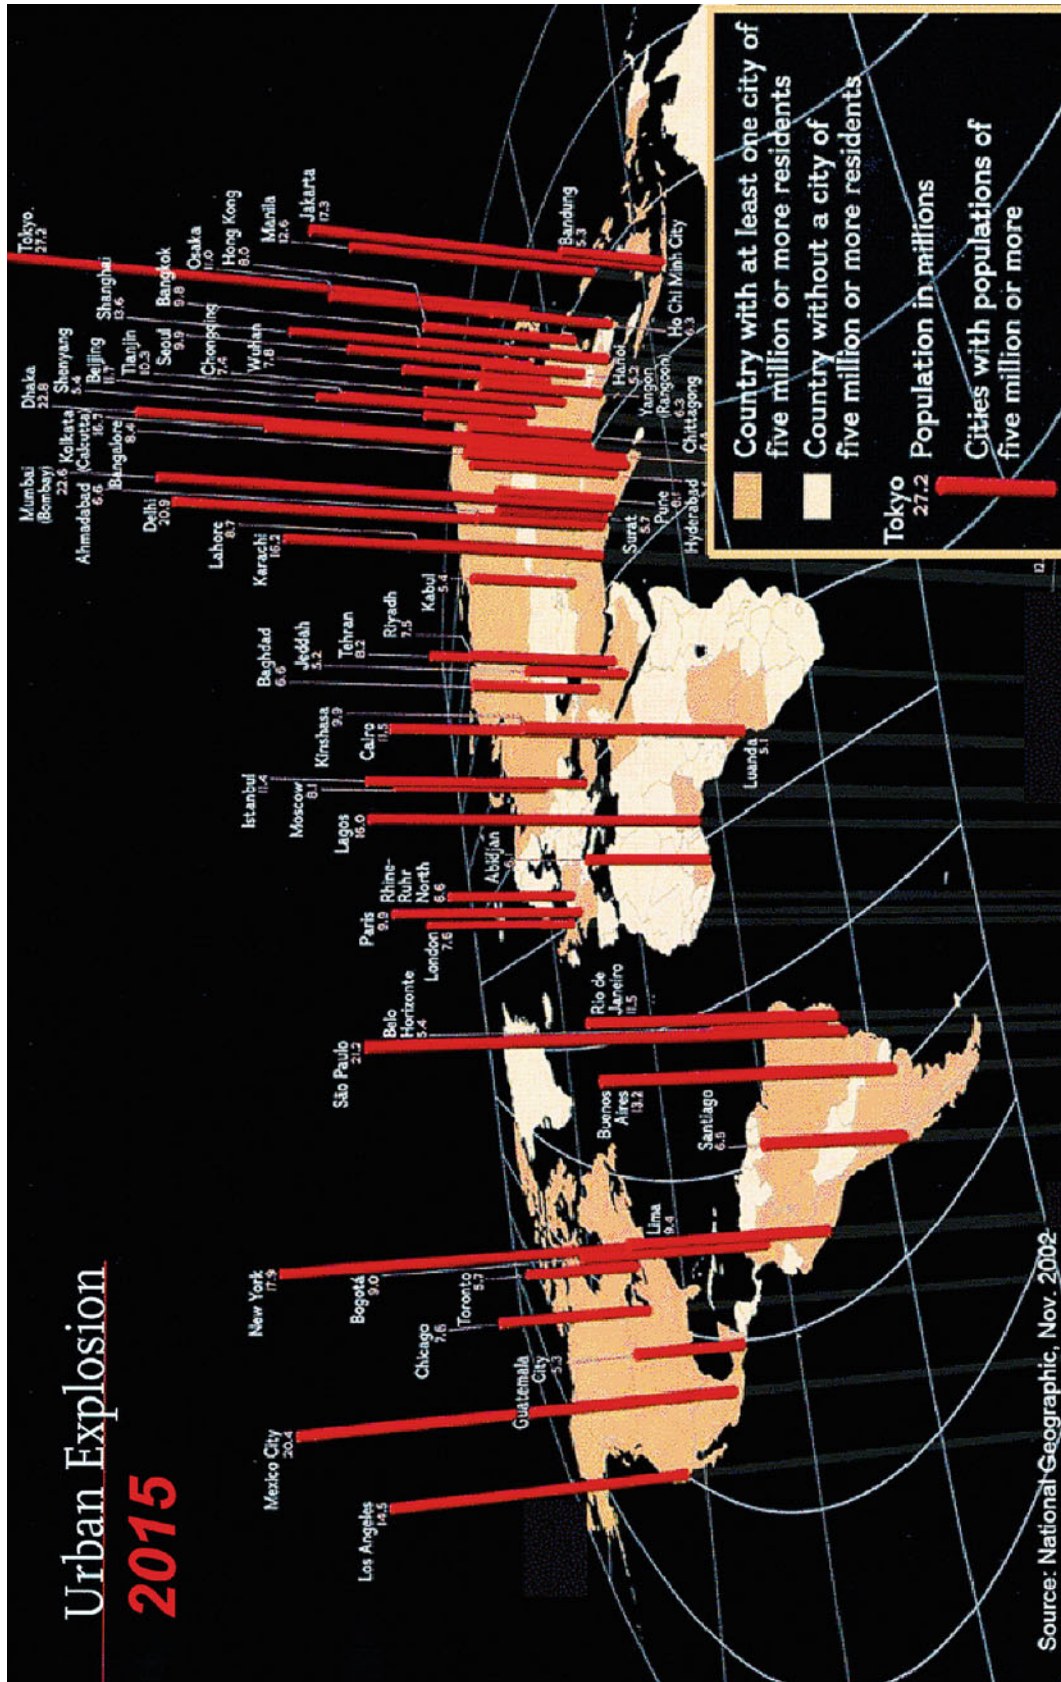 Urban Explosion
2015
Los Angeles
14.5
Mexico City
20.4
Guatemala
City
5.3
Chicago
7.6
Toronto
5.7
New York
17.9
Bogotá
9.0
Lima
9.4
Santiago
6.5
Buenos
Aires
13.2
São Paulo
21.2
Belo
Horizonte
5.4
Rio de
Janeiro
11.5
London
7.6
Paris
9.9
Rhine-
Ruhr
North
6.6
Abidjan
6.1
Lagos
16.0
Moscow
8.1
Istanbul
11.4
Cairo
11.5
Kinshasa
9.9
Luanda
5.1
Baghdad
6.6
Jeddah
5.2
Tehran
8.2
Riyadh
7.5
Kabul
5.4
Karachi
16.2
Lahore
8.7
Delhi
20.9
Ahmadabad
6.6
Mumbai
(Bombay)
22.6
Bangalore
8.4
Kolkata
(Calcutta)
16.7
Dhaka
22.8
Shenyang
5.4
Beijing
11.7
Tianjin
10.3
Shanghai
13.6
Seoul
9.9
Chongqing
7.4
Wuhan
7.8
Bangkok
9.8
Osaka
11.0
Hong Kong
8.0
Tokyo
27.2
Manila
12.6
Jakarta
17.3
Bandung
5.3
Ho Chi Minh City
6.3
Hanoi
5.2
Yangon
(Rangoon)
6.3
Chittagong
Hyderabad
Pune
6.1
Surat
5.7
Country with at least one city of
five million or more residents
Country without a city of
five million or more residents
Tokyo
27.2
Population in millions
Cities with populations of
five million or more
Source: National Geographic, Nov. 2002